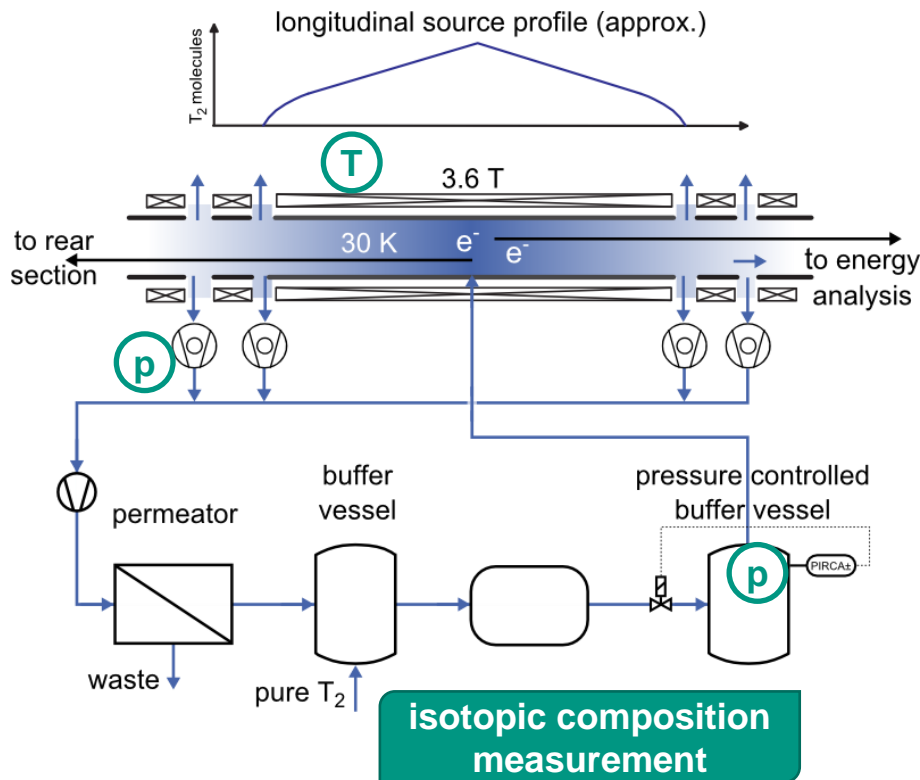 longitudinal source profile (approx.)
T₂ molecules
T
3.6 T
to rear
section
30 K
e⁻
e⁻
to energy
analysis
p
buffer
vessel
pressure controlled
buffer vessel
permeator
p
PIRCA±
waste
pure T₂
isotopic composition
measurement